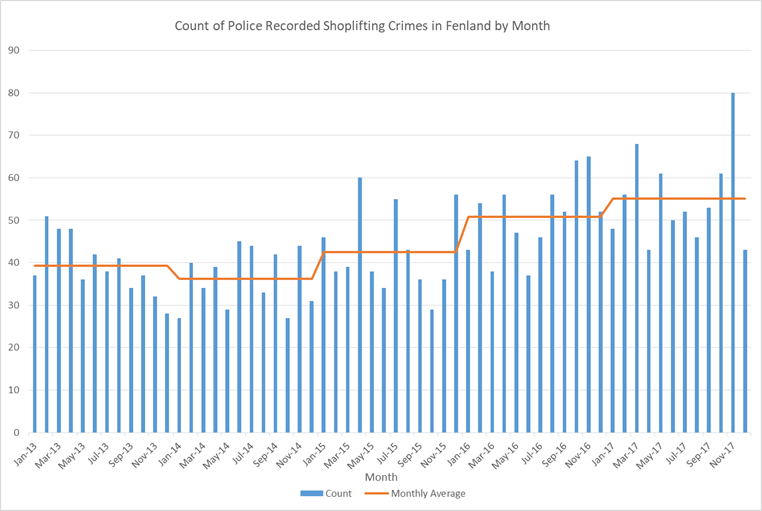 Count of Police Recorded Shoplifting Crimes in Fenland by Month
90
80
70
60
50
40
30
20
10
0
Jan-13 Mar-13 May-13 Jul-13 Sep-13 Nov-13 Jan-14 Mar-14 May-14 Jul-14 Sep-14 Nov-14 Jan-15 Mar-15 May-15 Jul-15 Sep-15 Nov-15 Jan-16 Mar-16 May-16 Jul-16 Sep-16 Nov-16 Jan-17 Mar-17 May-17 Jul-17 Sep-17 Nov-17
Month
Count Monthly Average